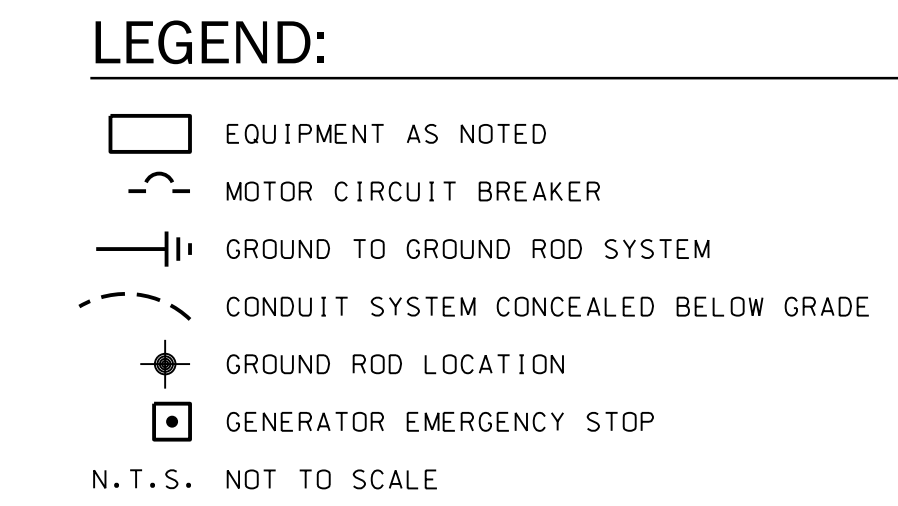 LEGEND:
EQUIPMENT AS NOTED
MOTOR CIRCUIT BREAKER
GROUND TO GROUND ROD SYSTEM
CONDUIT SYSTEM CONCEALED BELOW GRADE
GROUND ROD LOCATION
GENERATOR EMERGENCY STOP
N.T.S. NOT TO SCALE